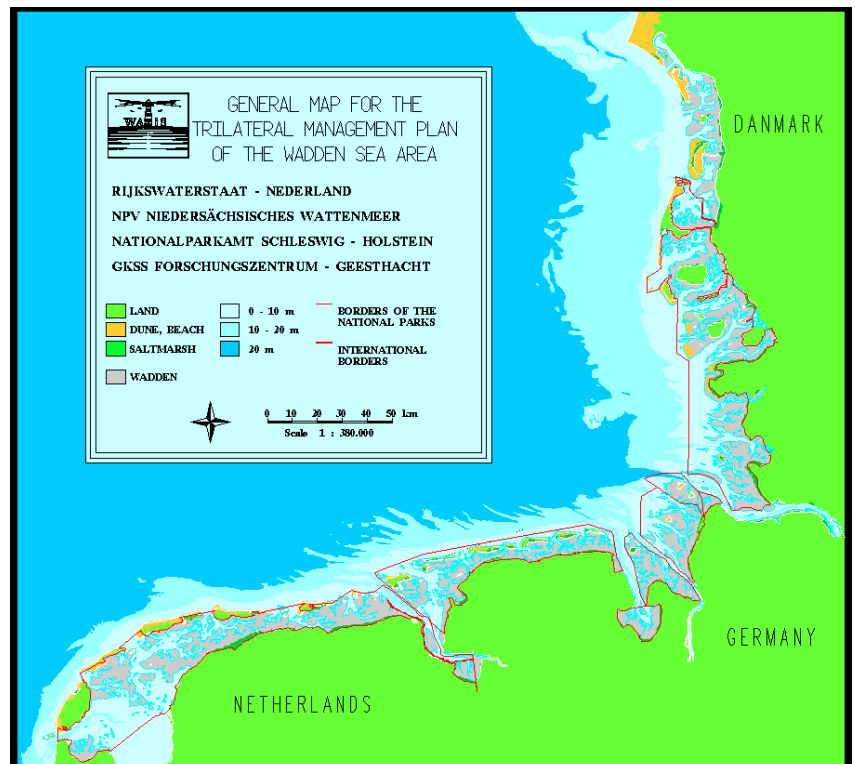 GENERAL MAP FOR THE
TRILATERAL MANAGEMENT PLAN
OF THE WADDEN SEA AREA
RIJKSWATERSTAAT - NEDERLAND
NPV NIEDERSÄCHSISCHES WATTENMEER
NATIONALPARKAMT SCHLESWIG - HOLSTEIN
GKSS FORSCHUNGSZENTRUM - GEESTHACHT
LAND
DUNE, BEACH
SALTMARSH
WADDEN
0 - 10 m
10 - 20 m
20 m
BORDERS OF THE
NATIONAL PARKS
INTERNATIONAL
BORDERS
0 10 20 30 40 50 km
Scale 1 : 380.000
DANMARK
GERMANY
NETHERLANDS